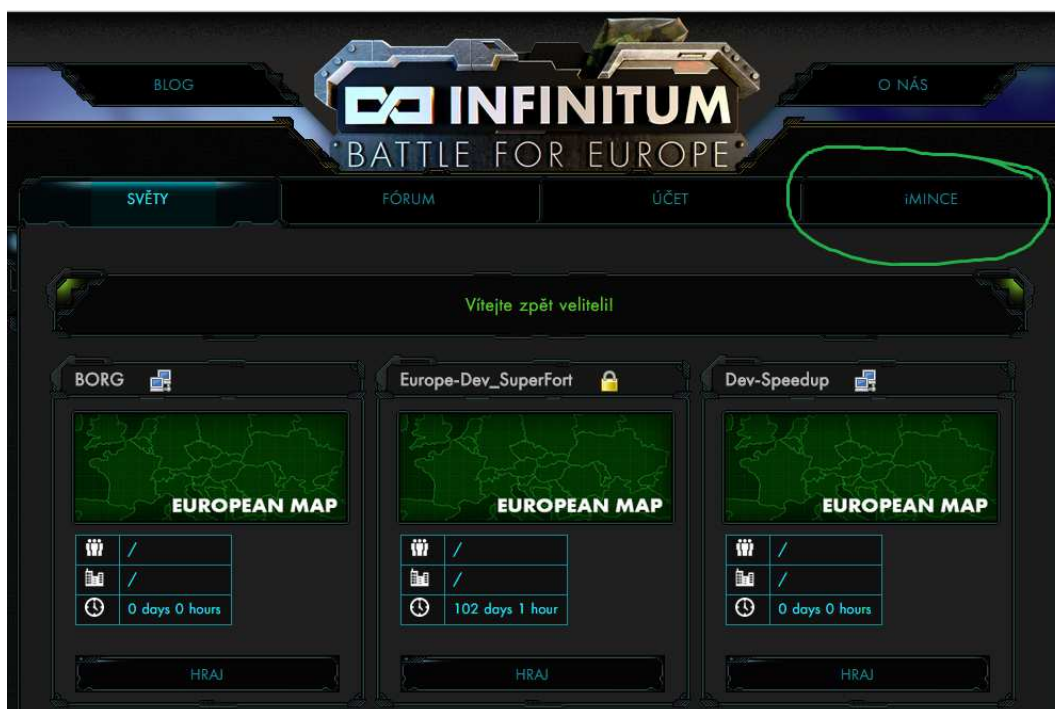 BLOG
O NÁS
INFINITUM
BATTLE FOR EUROPE
SVĚTY
FÓRUM
ÚČET
iMINCE
Vítejte zpět veliteli!
BORG
Europe-Dev_SuperFort
Dev-Speedup
EUROPEAN MAP
EUROPEAN MAP
EUROPEAN MAP
/
/
0 days 0 hours
/
/
102 days 1 hour
/
/
0 days 0 hours
HRAJ
HRAJ
HRAJ